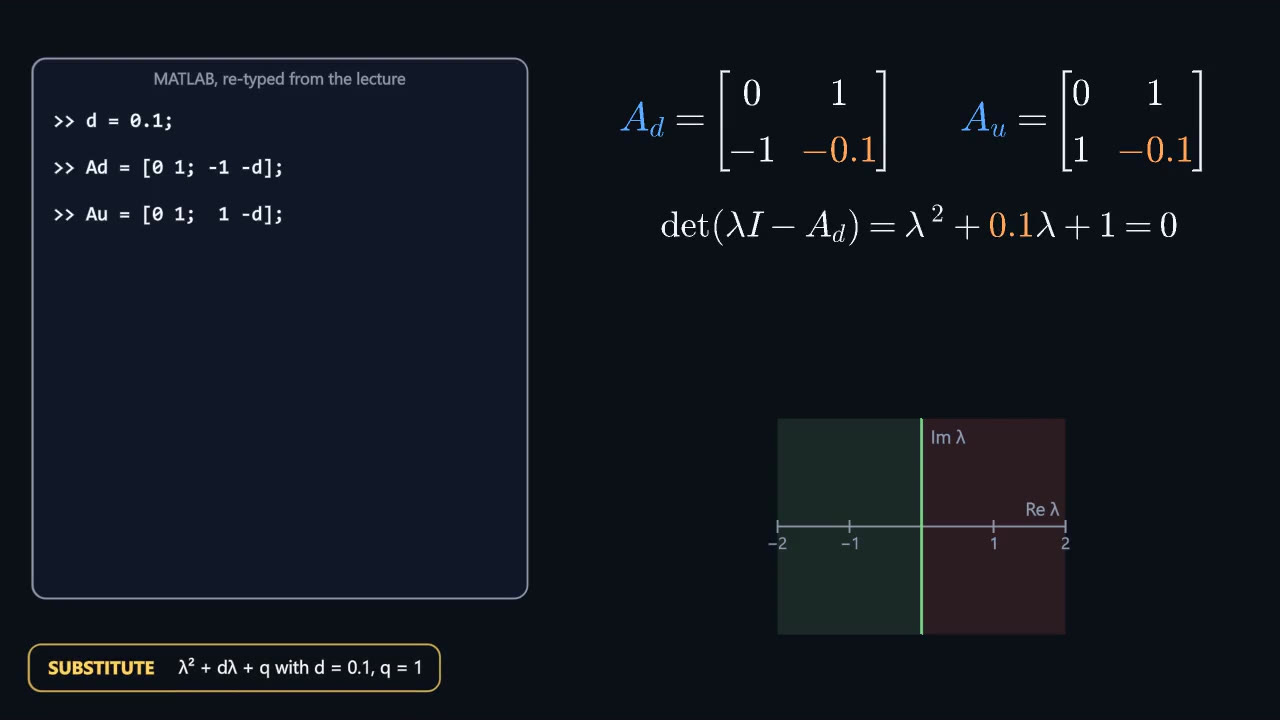 MATLAB, re-typed from the lecture
>> d = 0.1;
>> Ad = [0 1; -1 -d];
>> Au = [0 1;  1 -d];
A_d = [0 1; −1 −0.1]   A_u = [0 1; 1 −0.1]
det(λI − A_d) = λ² + 0.1λ + 1 = 0
Im λ
Re λ
−2 −1 1 2
SUBSTITUTE λ² + dλ + q with d = 0.1, q = 1